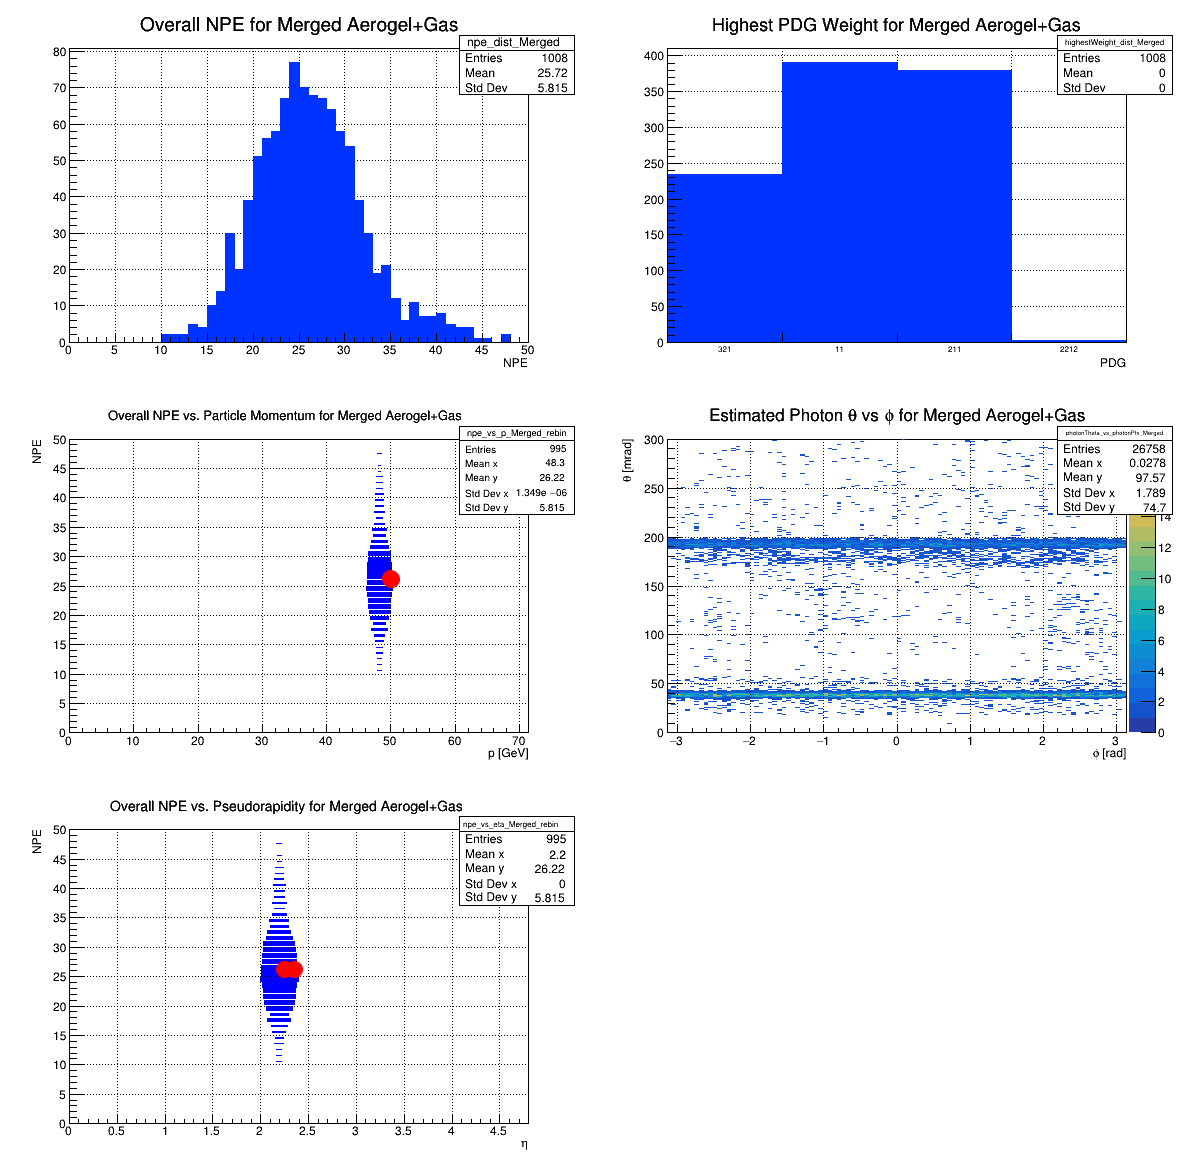 Overall NPE for Merged Aerogel+Gas
npe_dist_Merged
Entries 1008
Mean 25.72
Std Dev 5.815
80
70
60
50
40
30
20
10
0
0 5 10 15 20 25 30 35 40 45 50
NPE
Highest PDG Weight for Merged Aerogel+Gas
highestWeight_dist_Merged
Entries 1008
Mean 0
Std Dev 0
400
350
300
250
200
150
100
50
0
321 11 211 2212
PDG
Overall NPE vs. Particle Momentum for Merged Aerogel+Gas
npe_vs_p_Merged_rebin
Entries 995
Mean x 48.3
Mean y 26.22
Std Dev x 1.349e −06
Std Dev y 5.815
NPE
50
45
40
35
30
25
20
15
10
5
0
0 10 20 30 40 50 60 70
p [GeV]
Estimated Photon θ vs ϕ for Merged Aerogel+Gas
photonTheta_vs_photonPhi_Merged
Entries 26758
Mean x 0.0278
Mean y 97.57
Std Dev x 1.789
Std Dev y 74.7
θ [mrad]
300
250
200
150
100
50
0
−3 −2 −1 0 1 2 3
ϕ [rad]
14
12
10
8
6
4
2
0
Overall NPE vs. Pseudorapidity for Merged Aerogel+Gas
npe_vs_eta_Merged_rebin
Entries 995
Mean x 2.2
Mean y 26.22
Std Dev x 0
Std Dev y 5.815
NPE
50
45
40
35
30
25
20
15
10
5
0
0 0.5 1 1.5 2 2.5 3 3.5 4 4.5
η